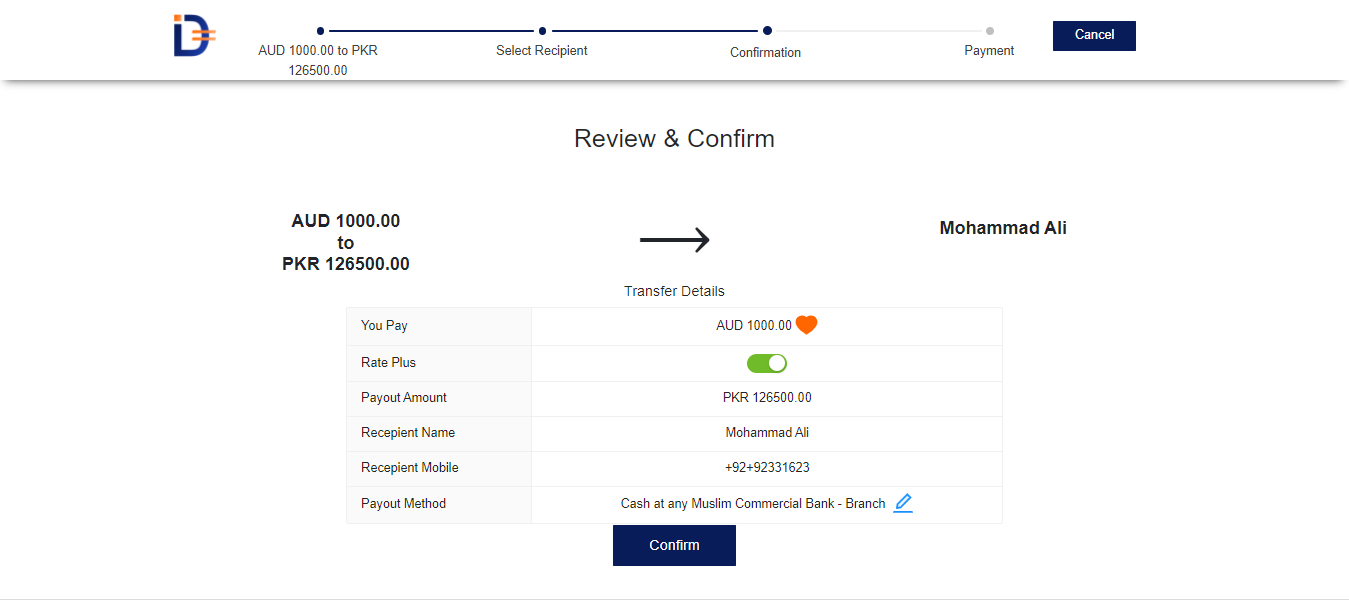 AUD 1000.00 to PKR
126500.00
Select Recipient
Confirmation
Payment
Cancel
Review & Confirm
AUD 1000.00
to
PKR 126500.00
Mohammad Ali
Transfer Details
You Pay AUD 1000.00
Rate Plus
Payout Amount PKR 126500.00
Recepient Name Mohammad Ali
Recepient Mobile +92+92331623
Payout Method Cash at any Muslim Commercial Bank - Branch
Confirm